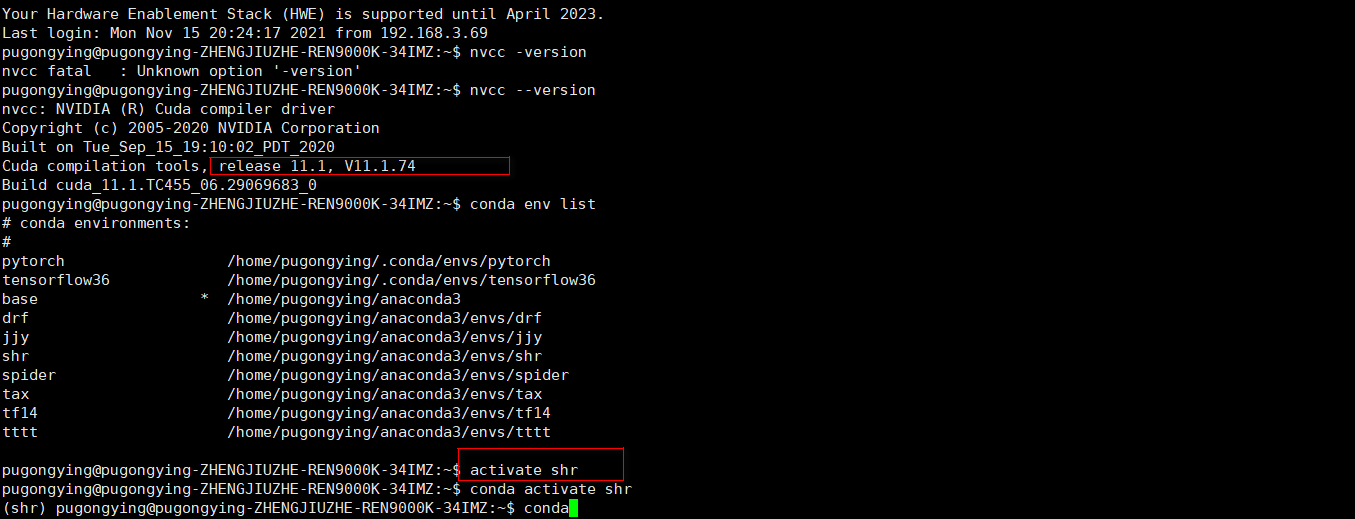 Your Hardware Enablement Stack (HWE) is supported until April 2023.
Last login: Mon Nov 15 20:24:17 2021 from 192.168.3.69
pugongying@pugongying-ZHENGJIUZHE-REN9000K-34IMZ:~$ nvcc -version
nvcc fatal   : Unknown option '-version'
pugongying@pugongying-ZHENGJIUZHE-REN9000K-34IMZ:~$ nvcc --version
nvcc: NVIDIA (R) Cuda compiler driver
Copyright (c) 2005-2020 NVIDIA Corporation
Built on Tue_Sep_15_19:10:02_PDT_2020
Cuda compilation tools, release 11.1, V11.1.74
Build cuda_11.1.TC455_06.29069683_0
pugongying@pugongying-ZHENGJIUZHE-REN9000K-34IMZ:~$ conda env list
# conda environments:
#
pytorch                  /home/pugongying/.conda/envs/pytorch
tensorflow36             /home/pugongying/.conda/envs/tensorflow36
base                  *  /home/pugongying/anaconda3
drf                      /home/pugongying/anaconda3/envs/drf
jjy                      /home/pugongying/anaconda3/envs/jjy
shr                      /home/pugongying/anaconda3/envs/shr
spider                   /home/pugongying/anaconda3/envs/spider
tax                      /home/pugongying/anaconda3/envs/tax
tf14                     /home/pugongying/anaconda3/envs/tf14
tttt                     /home/pugongying/anaconda3/envs/tttt
pugongying@pugongying-ZHENGJIUZHE-REN9000K-34IMZ:~$ activate shr
pugongying@pugongying-ZHENGJIUZHE-REN9000K-34IMZ:~$ conda activate shr
(shr) pugongying@pugongying-ZHENGJIUZHE-REN9000K-34IMZ:~$ conda